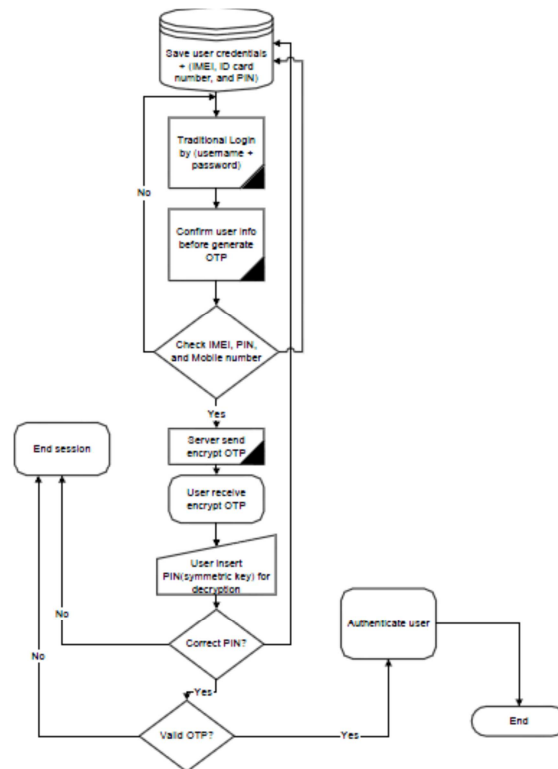 Save user credentials
+ (IMEI, ID card
number, and PIN)
Traditional Login
by (username +
password)
No
Confirm user info
before generate
OTP
Check IMEI, PIN,
and Mobile number
Yes
Server send
encrypt OTP
End session
User receive
encrypt OTP
User insert
PIN(symmetric key) for
decryption
No
Authenticate user
Correct PIN?
No
Yes
End
Valid OTP?
Yes